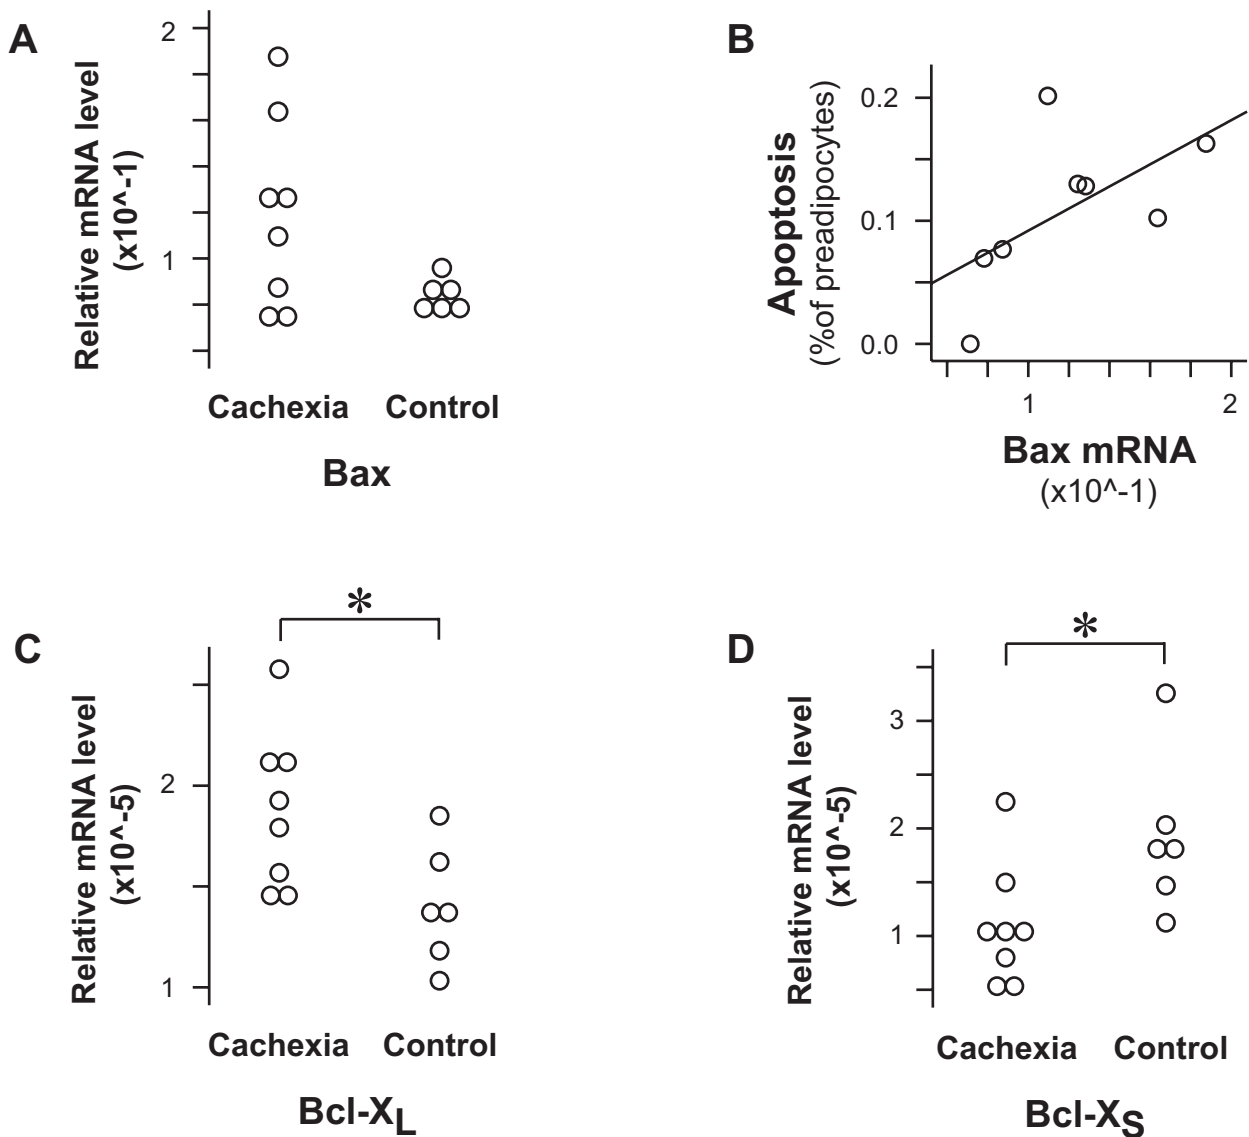 A
Relative mRNA level
(x10^-1)
2
1
Cachexia
Control
Bax
B
Apoptosis
(%of preadipocytes)
0.2
0.1
0.0
1
2
Bax mRNA
(x10^-1)
C
*
Relative mRNA level
(x10^-5)
2
1
Cachexia
Control
Bcl-XL
D
*
Relative mRNA level
(x10^-5)
3
2
1
Cachexia
Control
Bcl-XS